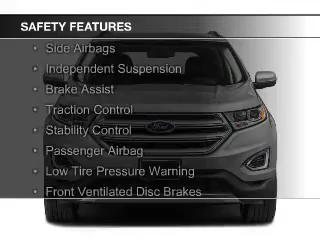 SAFETY FEATURES
• Side Airbags
• Independent Suspension
• Brake Assist
• Traction Control
• Stability Control
• Passenger Airbag
• Low Tire Pressure Warning
• Front Ventilated Disc Brakes
Ford